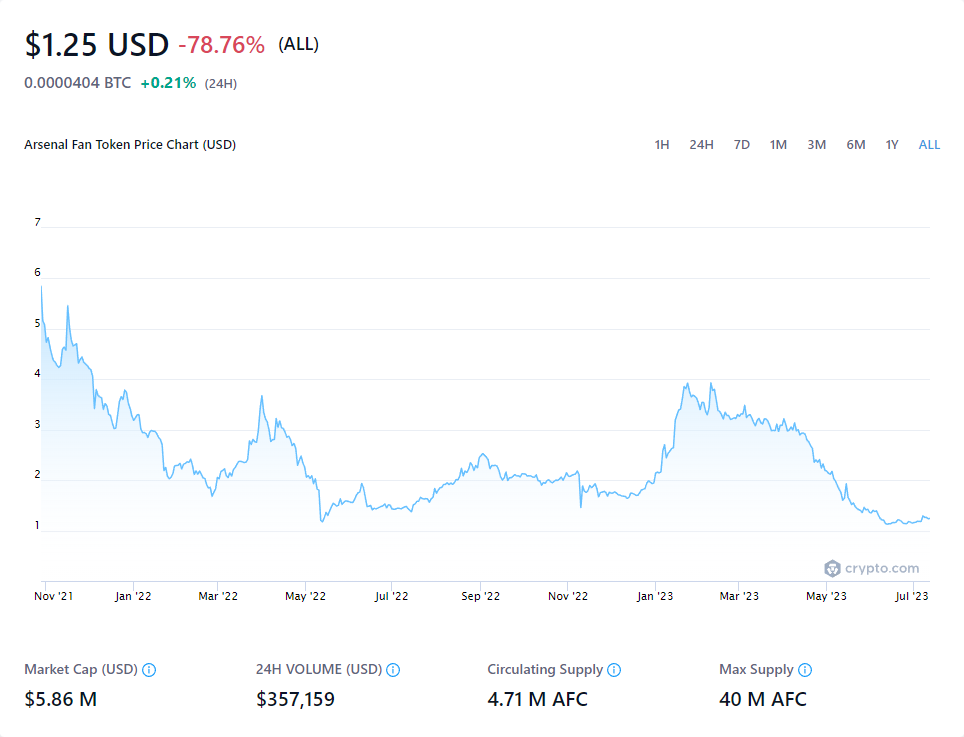 $1.25 USD -78.76% (ALL)
0.0000404 BTC +0.21% (24H)
Arsenal Fan Token Price Chart (USD) 1H 24H 7D 1M 3M 6M 1Y ALL
7
6
5
4
3
2
1
crypto.com
Nov '21 Jan '22 Mar '22 May '22 Jul '22 Sep '22 Nov '22 Jan '23 Mar '23 May '23 Jul '23
Market Cap (USD) 24H VOLUME (USD) Circulating Supply Max Supply
$5.86 M $357,159 4.71 M AFC 40 M AFC